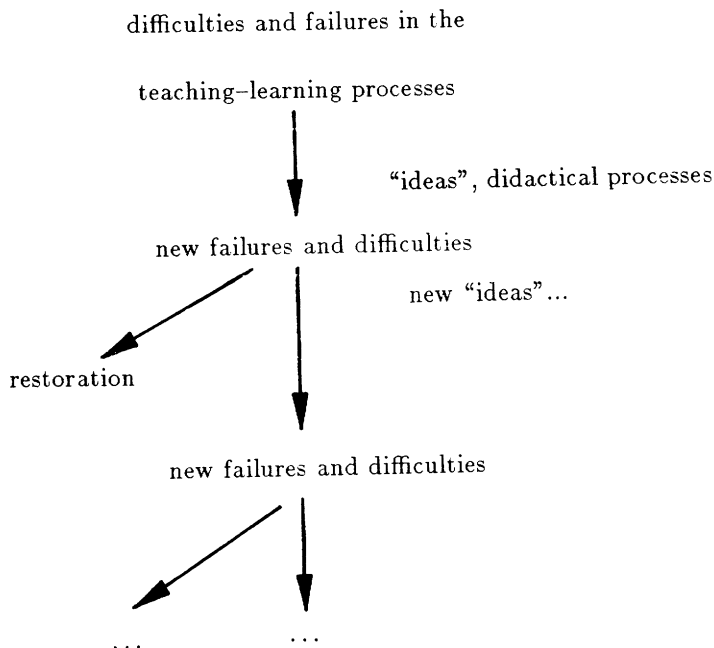 difficulties and failures in the
teaching–learning processes
“ideas”, didactical processes
new failures and difficulties
new “ideas”...
restoration
new failures and difficulties
...
...